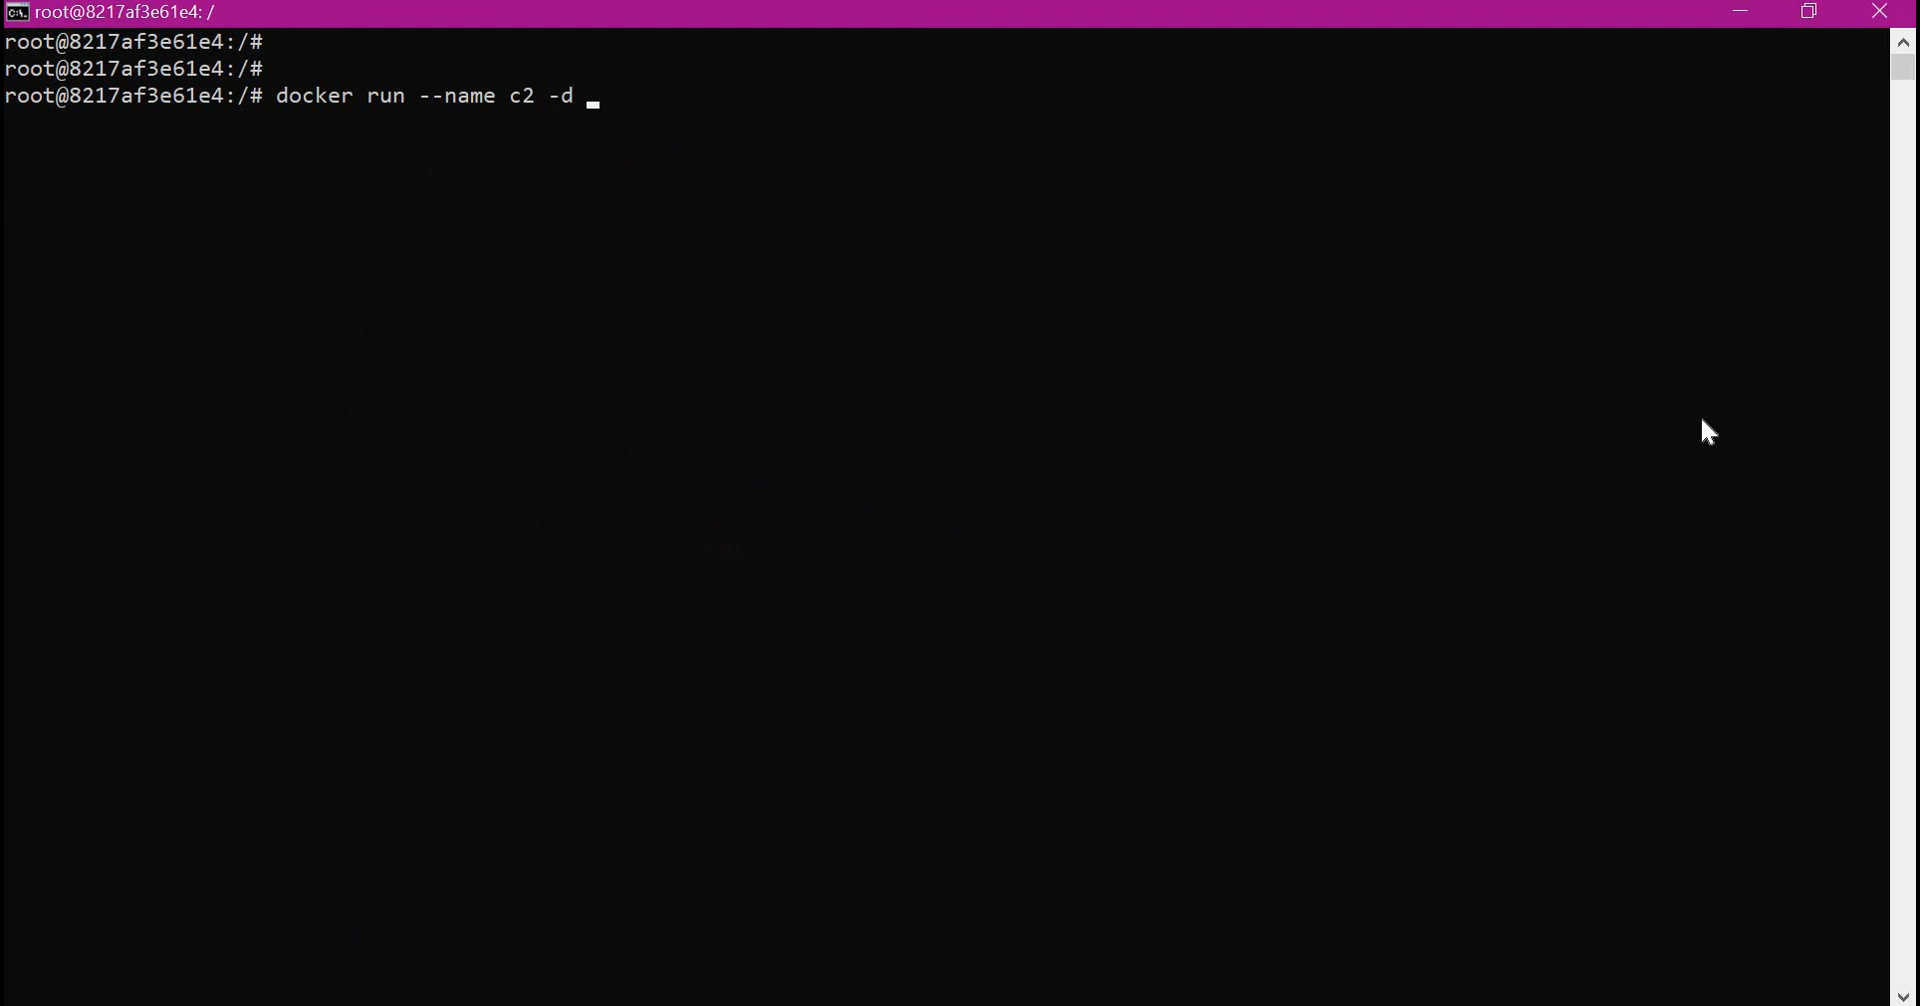 root@8217af3e61e4: /
root@8217af3e61e4:/#
root@8217af3e61e4:/#
root@8217af3e61e4:/# docker run --name c2 -d